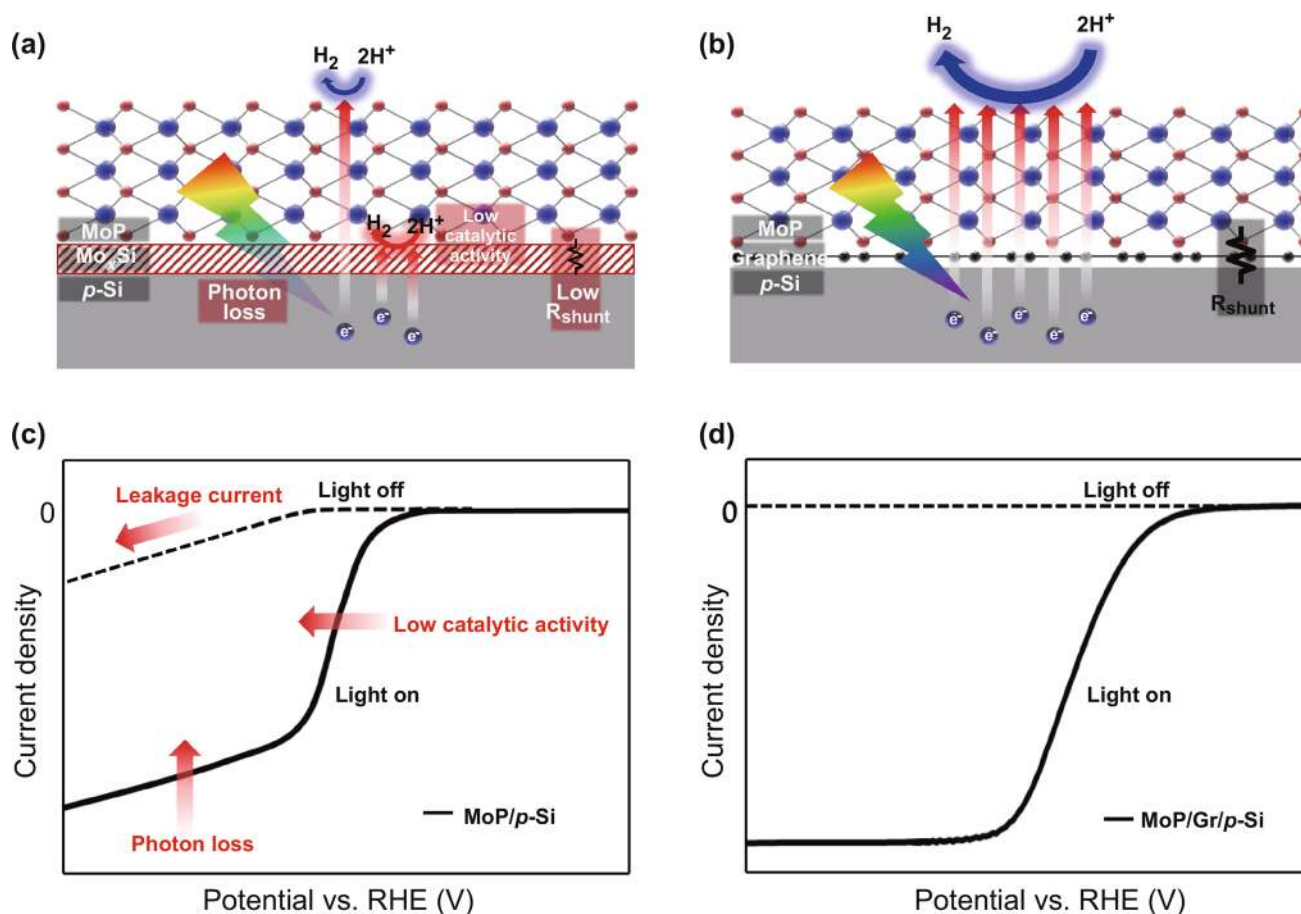 (a)
H2 2H+
H2 2H+
Low
catalytic
activity
MoP
MoxSi
p-Si
Photon
loss
Low
Rshunt
e-
e-
e-
(b)
H2 2H+
MoP
Graphene
p-Si
Rshunt
e-
e-
e-
e-
e-
(c)
Leakage current
Light off
0
Low catalytic activity
Light on
Photon loss
MoP/p-Si
Current density
Potential vs. RHE (V)
(d)
Light off
0
Light on
MoP/Gr/p-Si
Current density
Potential vs. RHE (V)